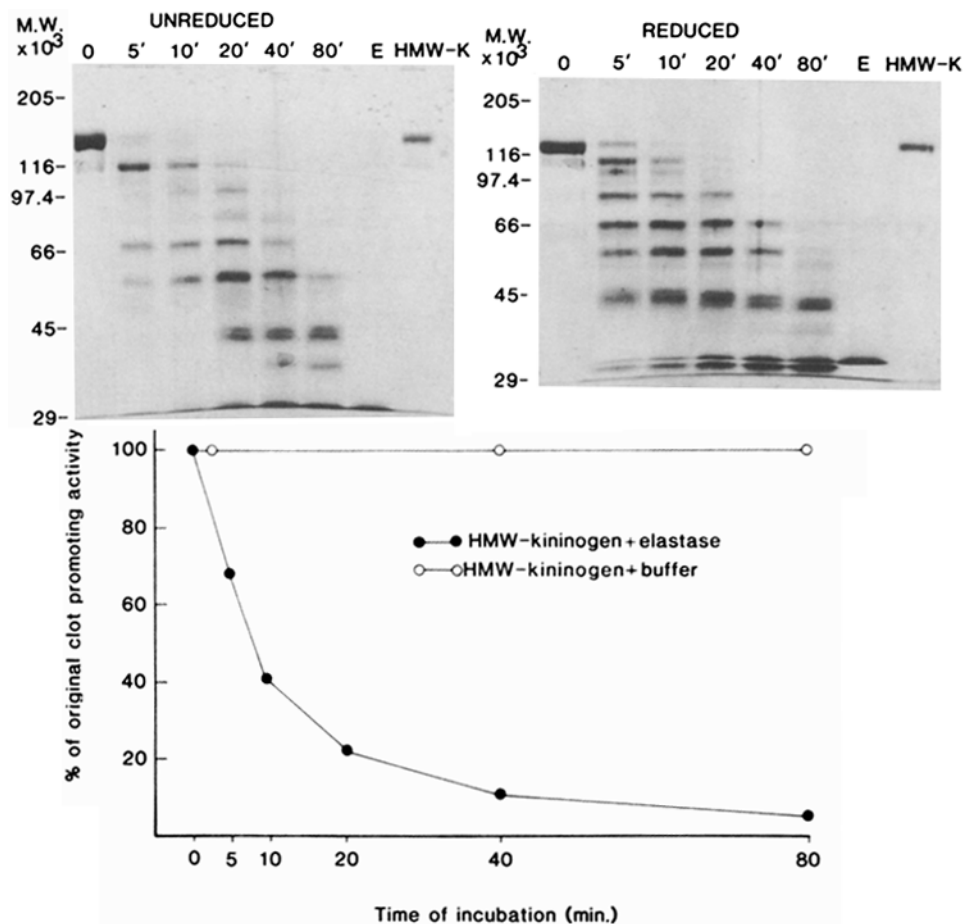 UNREDUCED
M.W.
x10³
0 5' 10' 20' 40' 80' E HMW-K
205-
116-
97.4-
66-
45-
29-
REDUCED
M.W.
x10³
0 5' 10' 20' 40' 80' E HMW-K
205-
116-
97.4-
66-
45-
29-
% of original clot promoting activity
100
80
60
40
20
HMW-kininogen+elastase
HMW-kininogen+buffer
0 5 10 20 40 80
Time of incubation (min.)